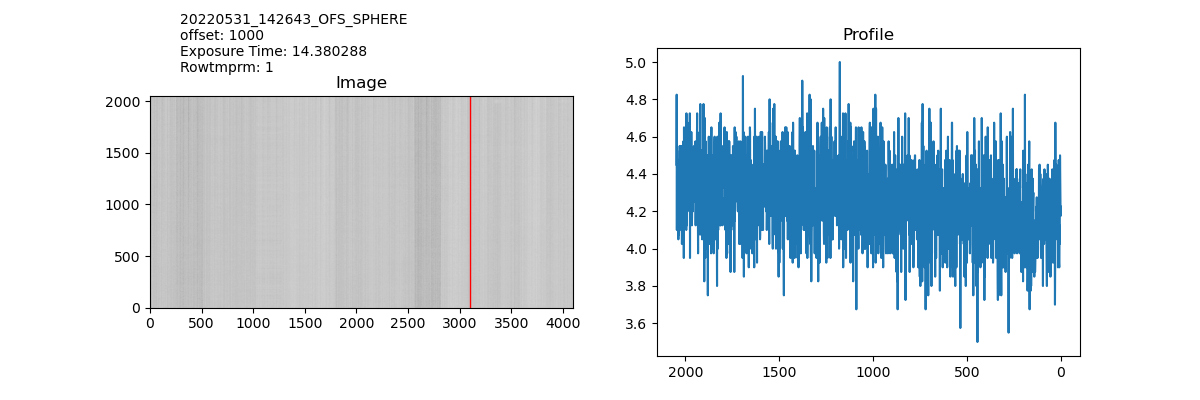 20220531_142643_OFS_SPHERE
offset: 1000
Exposure Time: 14.380288
Rowtmprm: 1
Image
2000
1500
1000
500
0
0 500 1000 1500 2000 2500 3000 3500 4000
Profile
5.0
4.8
4.6
4.4
4.2
4.0
3.8
3.6
2000 1500 1000 500 0